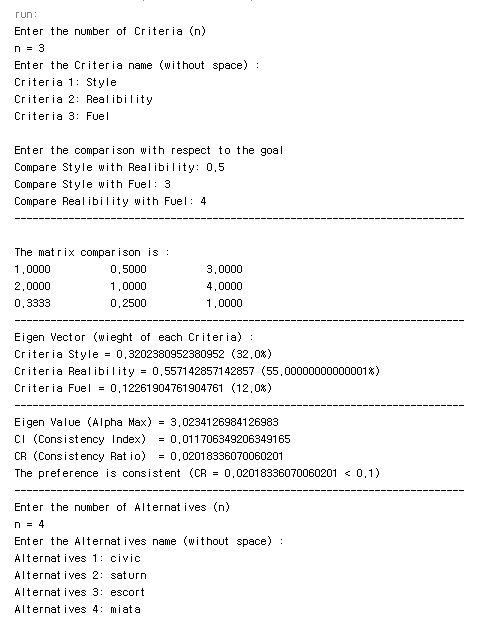 run:
Enter the number of Criteria (n)
n = 3
Enter the Criteria name (without space) :
Criteria 1: Style
Criteria 2: Realibility
Criteria 3: Fuel
Enter the comparison with respect to the goal
Compare Style with Realibility: 0.5
Compare Style with Fuel: 3
Compare Realibility with Fuel: 4
---------------------------------------------------------------------------
The matrix comparison is :
1.0000 0.5000 3.0000
2.0000 1.0000 4.0000
0.3333 0.2500 1.0000
---------------------------------------------------------------------------
Eigen Vector (wieght of each Criteria) :
Criteria Style = 0.3202380952380952 (32.0%)
Criteria Realibility = 0.557142857142857 (55.00000000000001%)
Criteria Fuel = 0.12261904761904761 (12.0%)
---------------------------------------------------------------------------
Eigen Value (Alpha Max) = 3.0234126984126983
CI (Consistency Index)  = 0.011706349206349165
CR (Consistency Ratio)  = 0.02018336070060201
The preference is consistent (CR = 0.02018336070060201 < 0.1)
---------------------------------------------------------------------------
Enter the number of Alternatives (n)
n = 4
Enter the Alternatives name (without space) :
Alternatives 1: civic
Alternatives 2: saturn
Alternatives 3: escort
Alternatives 4: miata